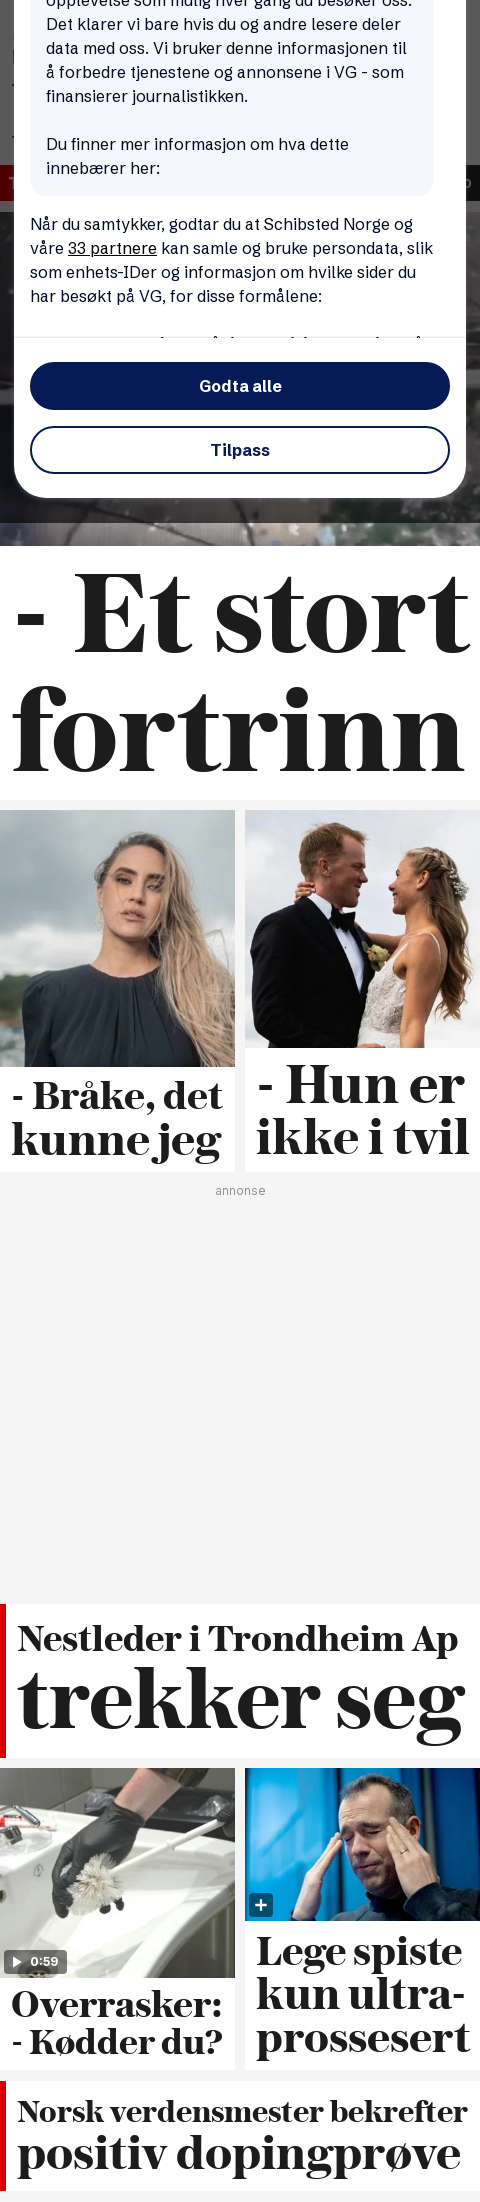 opplevelse som mulig hver gang du besøker oss.
Det klarer vi bare hvis du og andre lesere deler
data med oss. Vi bruker denne informasjonen til
å forbedre tjenestene og annonsene i VG - som
finansierer journalistikken.
Du finner mer informasjon om hva dette
innebærer her:
Når du samtykker, godtar du at Schibsted Norge og
våre 33 partnere kan samle og bruke persondata, slik
som enhets-IDer og informasjon om hvilke sider du
har besøkt på VG, for disse formålene:
Godta alle
Tilpass
- Et stort
fortrinn
- Bråke, det
kunne jeg
- Hun er
ikke i tvil
annonse
Nestleder i Trondheim Ap
trekker seg
0:59
Overrasker:
- Kødder du?
Lege spiste
kun ultra-
prossesert
Norsk verdensmester bekrefter
positiv dopingprøve